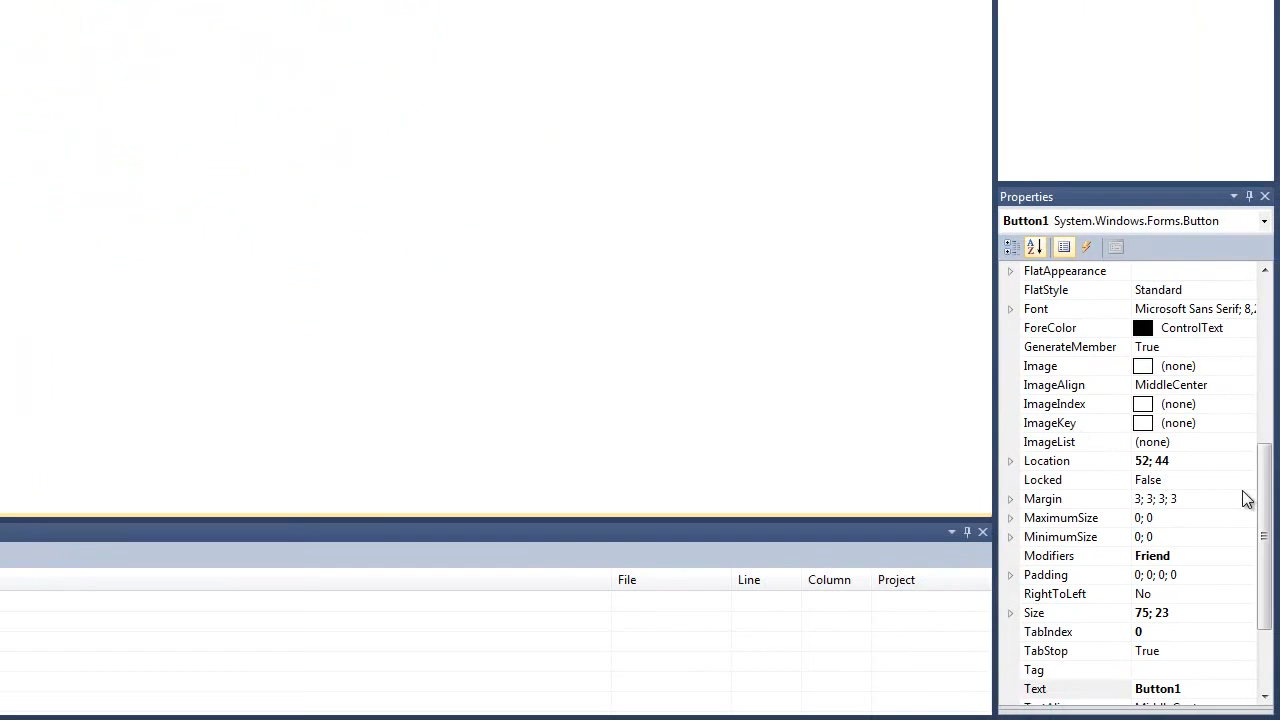 Properties
Button1 System.Windows.Forms.Button
FlatAppearance
FlatStyle Standard
Font Microsoft Sans Serif; 8,2
ForeColor ControlText
GenerateMember True
Image (none)
ImageAlign MiddleCenter
ImageIndex (none)
ImageKey (none)
ImageList (none)
Location 52; 44
Locked False
Margin 3; 3; 3; 3
MaximumSize 0; 0
MinimumSize 0; 0
Modifiers Friend
Padding 0; 0; 0; 0
RightToLeft No
Size 75; 23
TabIndex 0
TabStop True
Tag
Text Button1
File Line Column Project